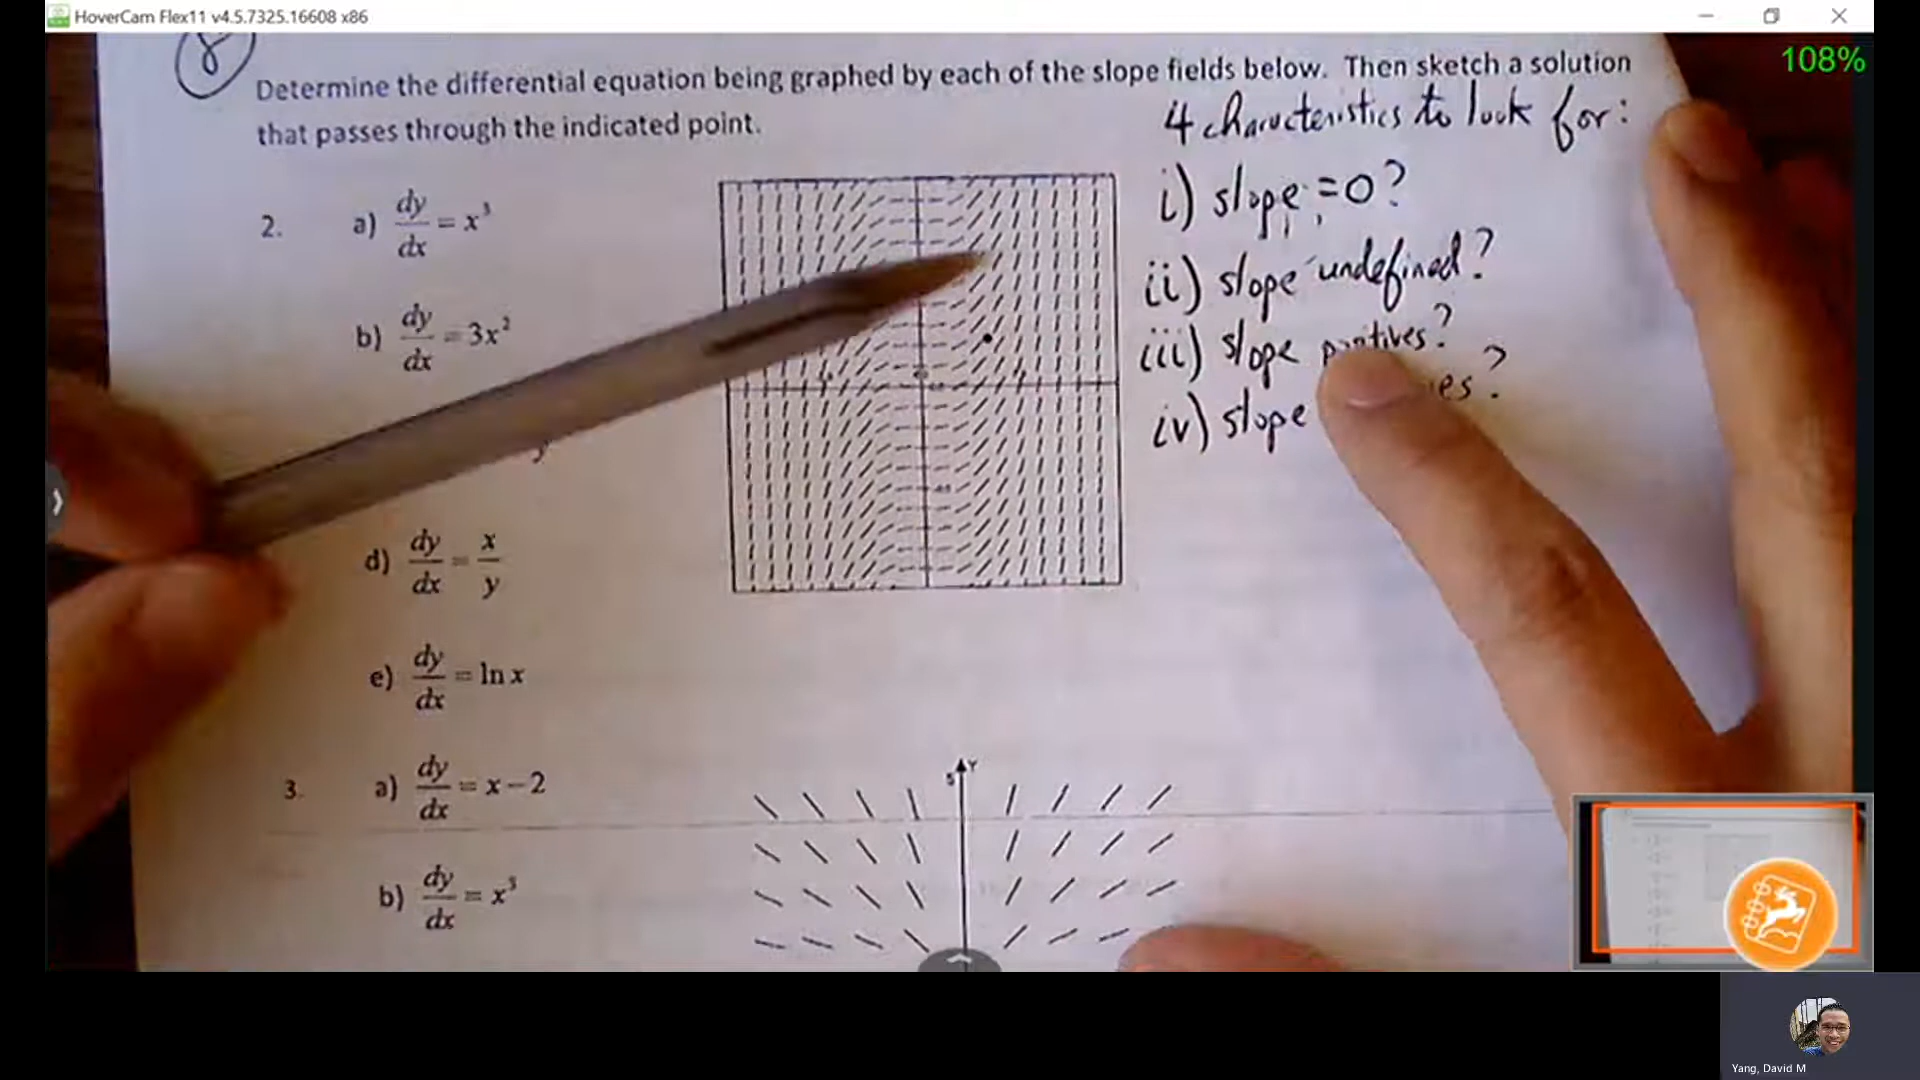 HoverCam Flex11 v4.5.7325.16608 x86
108%
8
Determine the differential equation being graphed by each of the slope fields below. Then sketch a solution
that passes through the indicated point.
4 characteristics to look for:
i) slope = 0?
ii) slope undefined?
iii) slope positives?
iv) slope ?
2. a) dy/dx = x³
b) dy/dx = 3x²
y
d) dy/dx = x/y
e) dy/dx = ln x
3. a) dy/dx = x - 2
b) dy/dx = x³
5 Y
Yang, David M